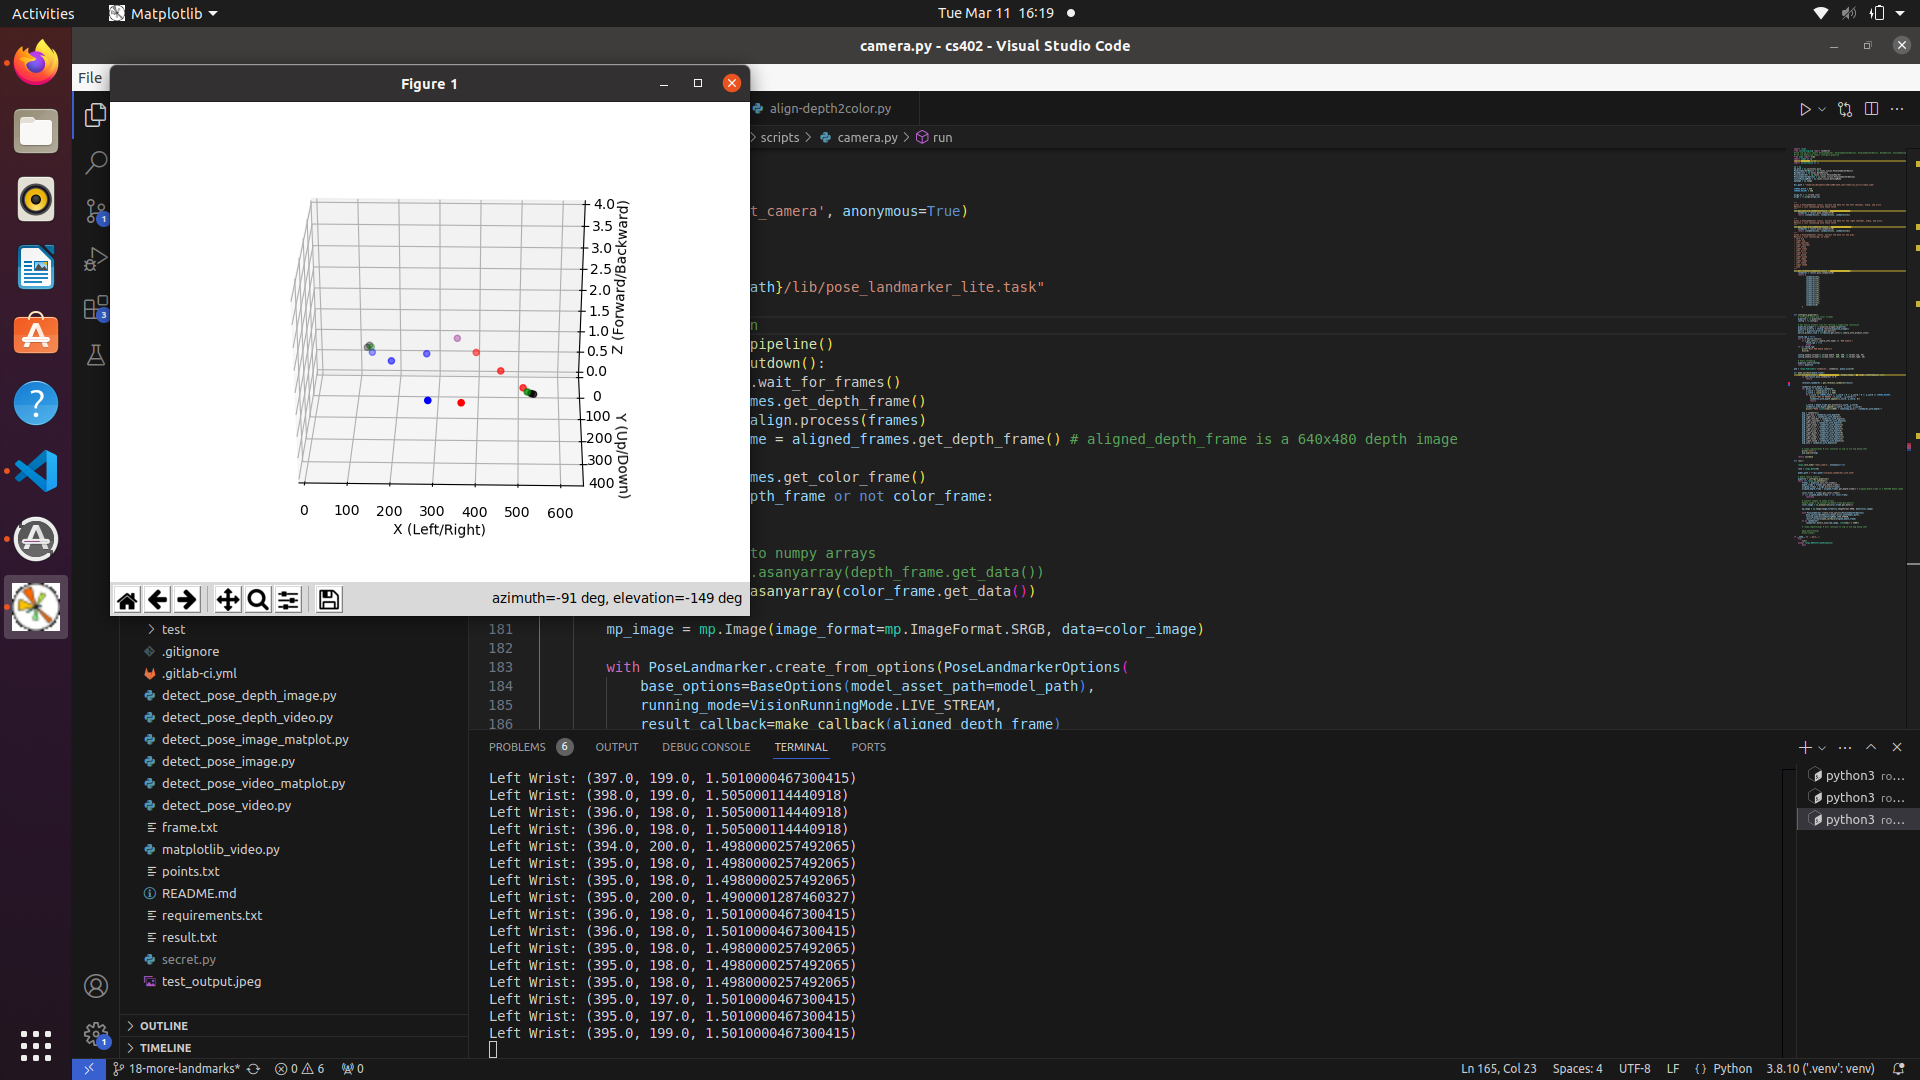 Activities
Matplotlib
Tue Mar 11 16:19
camera.py - cs402 - Visual Studio Code
File
Figure 1
4.0
3.5
3.0
2.5
2.0
1.5
1.0
0.5
0.0
Z (Forward/Backward)
0
100
200
300
400
Y (Up/Down)
0 100 200 300 400 500 600
X (Left/Right)
azimuth=-91 deg, elevation=-149 deg
align-depth2color.py
scripts > camera.py > run
t_camera', anonymous=True)
ath}/lib/pose_landmarker_lite.task"
n
pipeline()
utdown():
.wait_for_frames()
mes.get_depth_frame()
align.process(frames)
me = aligned_frames.get_depth_frame() # aligned_depth_frame is a 640x480 depth image
mes.get_color_frame()
pth_frame or not color_frame:
to numpy arrays
.asanyarray(depth_frame.get_data())
asanyarray(color_frame.get_data())
181 mp_image = mp.Image(image_format=mp.ImageFormat.SRGB, data=color_image)
182
183 with PoseLandmarker.create_from_options(PoseLandmarkerOptions(
184 base_options=BaseOptions(model_asset_path=model_path),
185 running_mode=VisionRunningMode.LIVE_STREAM,
186 result_callback=make_callback(aligned_depth_frame)
1
3
test
.gitignore
.gitlab-ci.yml
detect_pose_depth_image.py
detect_pose_depth_video.py
detect_pose_image_matplot.py
detect_pose_image.py
detect_pose_video_matplot.py
detect_pose_video.py
frame.txt
matplotlib_video.py
points.txt
README.md
requirements.txt
result.txt
secret.py
test_output.jpeg
OUTLINE
TIMELINE
1
PROBLEMS 6 OUTPUT DEBUG CONSOLE TERMINAL PORTS
Left Wrist: (397.0, 199.0, 1.5010000467300415)
Left Wrist: (398.0, 199.0, 1.505000114440918)
Left Wrist: (396.0, 198.0, 1.505000114440918)
Left Wrist: (396.0, 198.0, 1.505000114440918)
Left Wrist: (394.0, 200.0, 1.4980000257492065)
Left Wrist: (395.0, 198.0, 1.4980000257492065)
Left Wrist: (395.0, 198.0, 1.4980000257492065)
Left Wrist: (395.0, 200.0, 1.4900001287460327)
Left Wrist: (396.0, 198.0, 1.5010000467300415)
Left Wrist: (396.0, 198.0, 1.5010000467300415)
Left Wrist: (395.0, 198.0, 1.4980000257492065)
Left Wrist: (395.0, 198.0, 1.4980000257492065)
Left Wrist: (395.0, 198.0, 1.4980000257492065)
Left Wrist: (395.0, 197.0, 1.5010000467300415)
Left Wrist: (395.0, 197.0, 1.5010000467300415)
Left Wrist: (395.0, 199.0, 1.5010000467300415)
python3 ro...
python3 ro...
python3 ro...
18-more-landmarks* 0 6 0
Ln 165, Col 23 Spaces: 4 UTF-8 LF {} Python 3.8.10 ('.venv': venv)